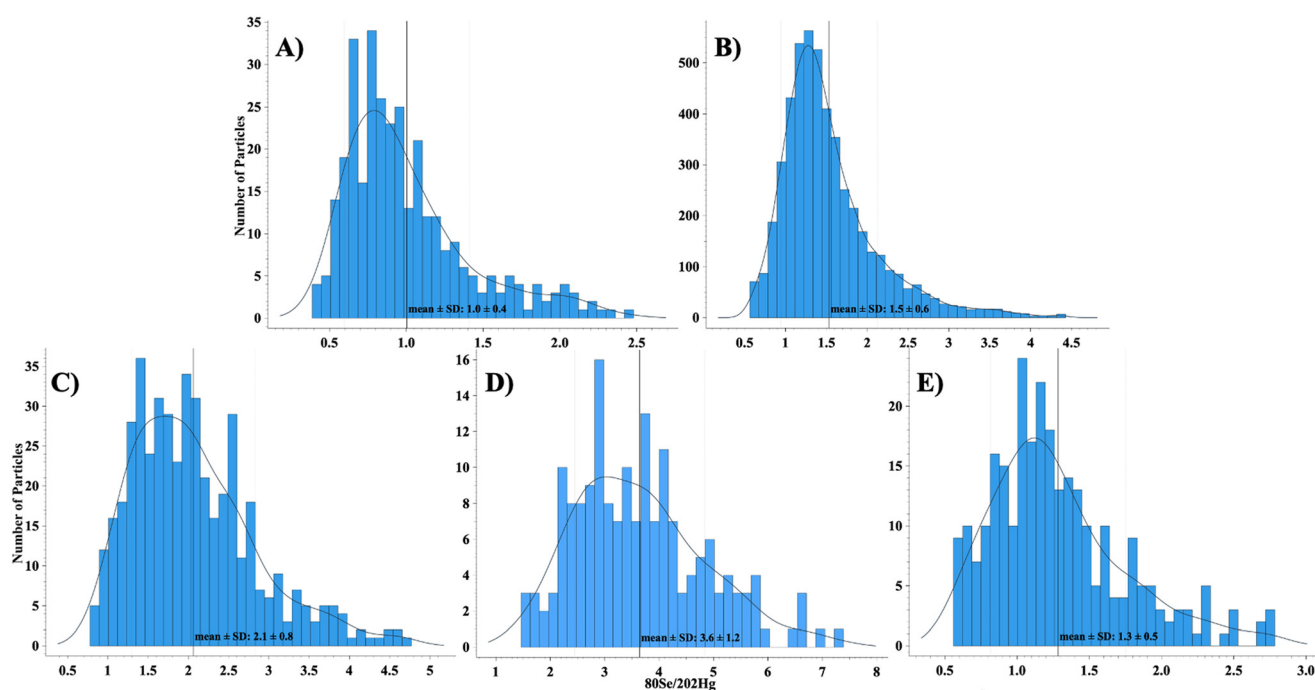 A)
35
30
25
20
15
10
5
0
Number of Particles
mean ± SD: 1.0 ± 0.4
0.5 1.0 1.5 2.0 2.5
B)
500
400
300
200
100
0
mean ± SD: 1.5 ± 0.6
0.5 1 1.5 2 2.5 3 3.5 4 4.5
C)
35
30
25
20
15
10
5
0
Number of Particles
mean ± SD: 2.1 ± 0.8
0.5 1 1.5 2 2.5 3 3.5 4 4.5 5
D)
16
14
12
10
8
6
4
2
0
mean ± SD: 3.6 ± 1.2
1 2 3 4 5 6 7 8
80Se/202Hg
E)
20
15
10
5
0
mean ± SD: 1.3 ± 0.5
0.5 1.0 1.5 2.0 2.5 3.0